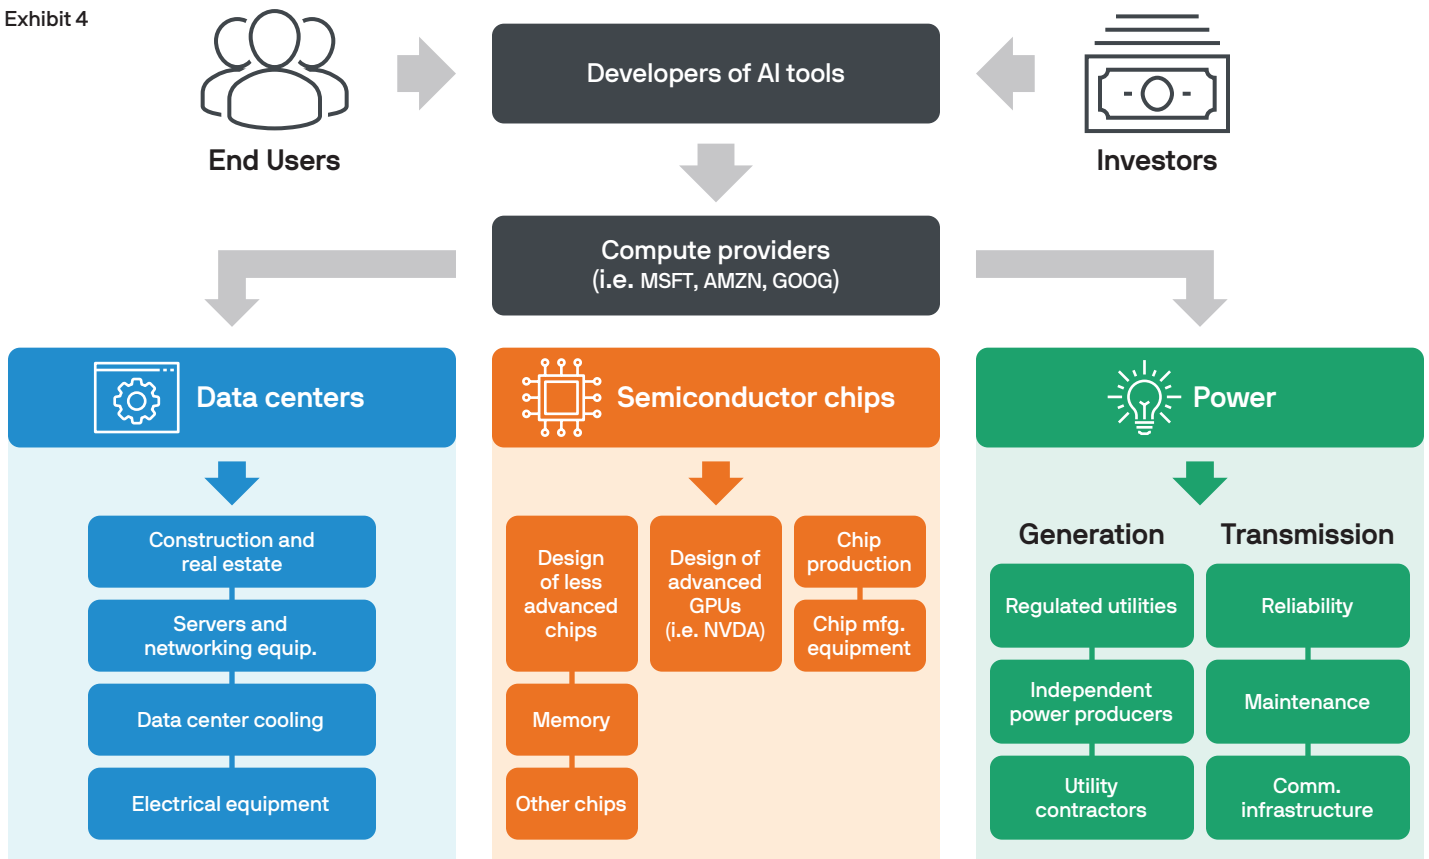 Exhibit 4
End Users
Developers of AI tools
Investors
Compute providers
(i.e. MSFT, AMZN, GOOG)
Data centers
Construction and
real estate
Servers and
networking equip.
Data center cooling
Electrical equipment
Semiconductor chips
Design
of less
advanced
chips
Memory
Other chips
Design of
advanced
GPUs
(i.e. NVDA)
Chip
production
Chip mfg.
equipment
Power
Generation
Regulated utilities
Independent
power producers
Utility
contractors
Transmission
Reliability
Maintenance
Comm.
infrastructure